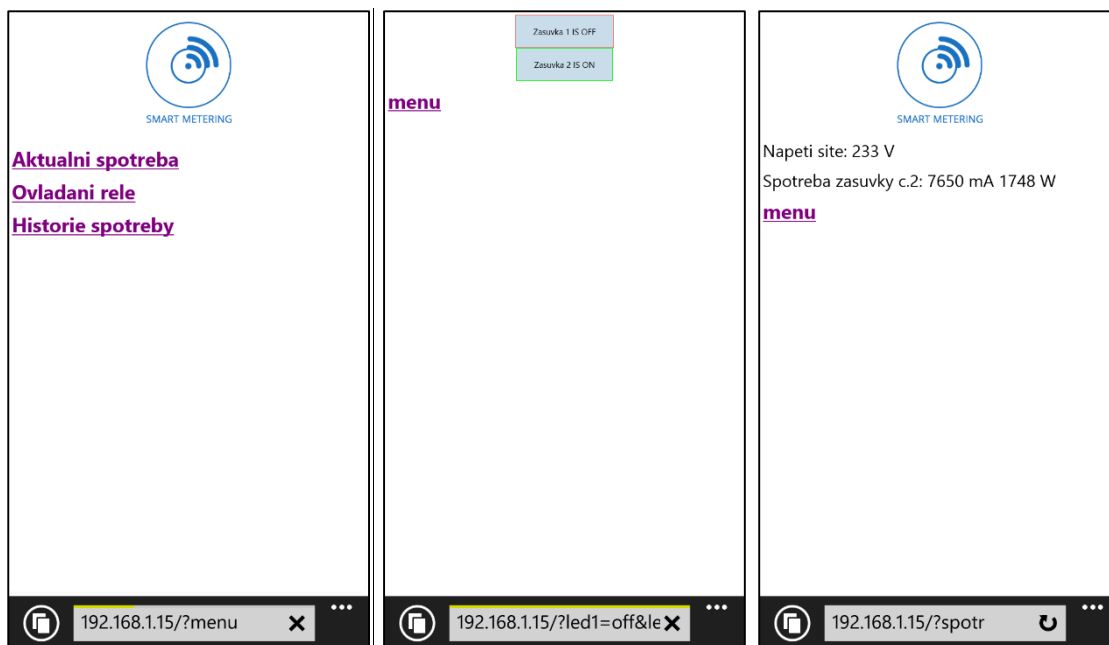 SMART METERING
Aktualni spotreba
Ovladani rele
Historie spotreby
192.168.1.15/?menu
Zasuvka 1 IS OFF
Zasuvka 2 IS ON
menu
192.168.1.15/?led1=off&le
SMART METERING
Napeti site: 233 V
Spotreba zasuvky c.2: 7650 mA 1748 W
menu
192.168.1.15/?spotr